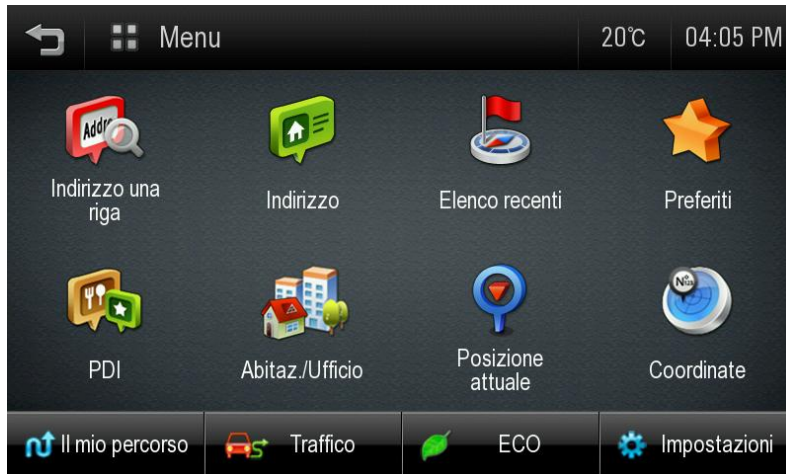 Menu
20°C
04:05 PM
Addre
Indirizzo una
riga
Indirizzo
Elenco recenti
Preferiti
PDI
Abitaz./Ufficio
Posizione
attuale
Coordinate
Il mio percorso
Traffico
ECO
Impostazioni